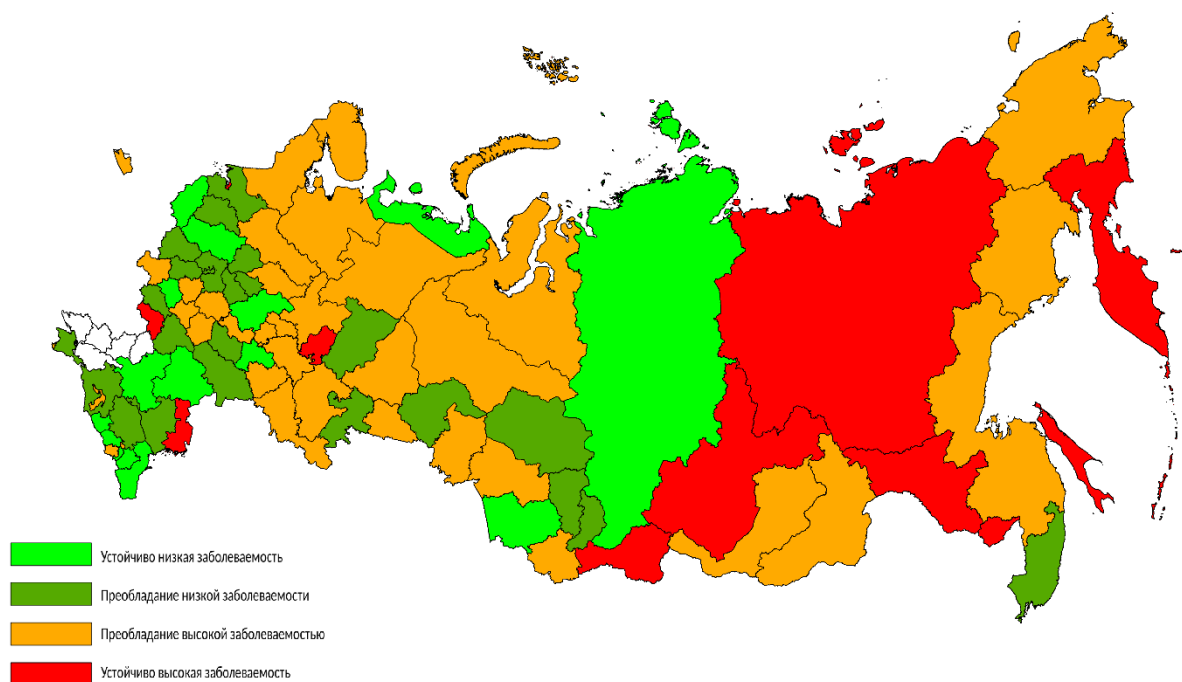 Устойчиво низкая заболеваемость
Преобладание низкой заболеваемости
Преобладание высокой заболеваемостью
Устойчиво высокая заболеваемость